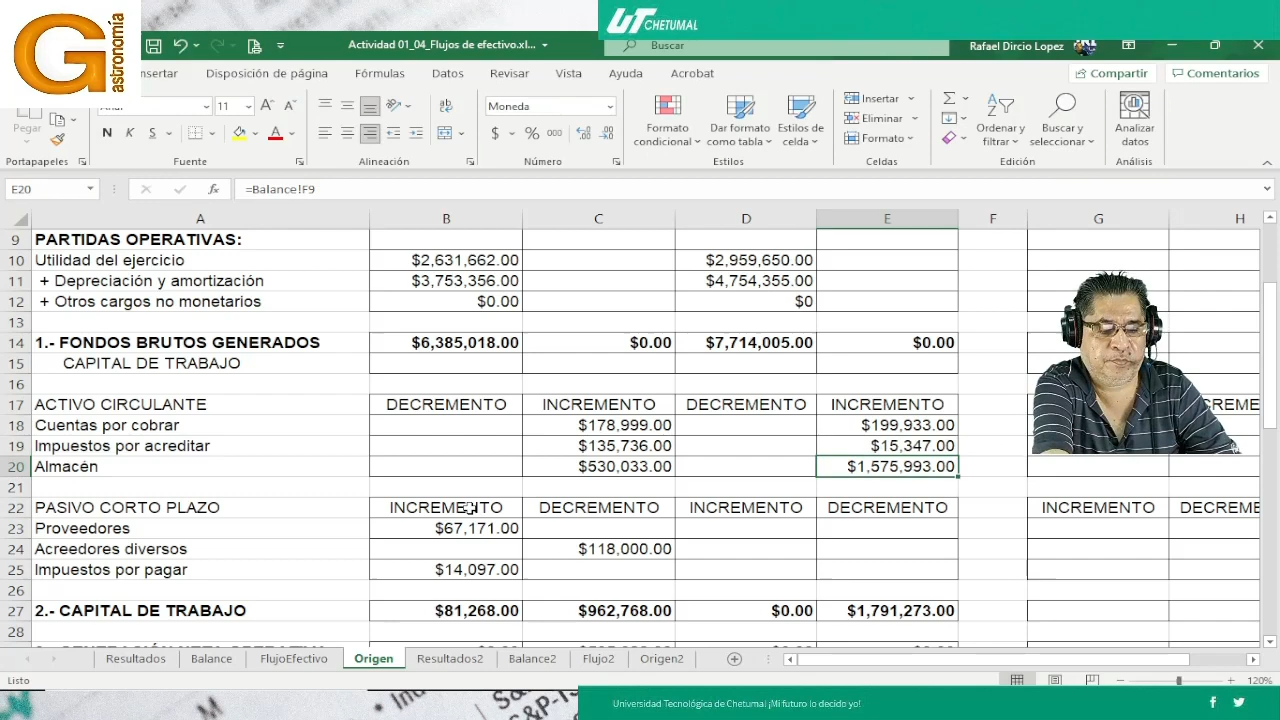 G
astronomía
UT
CHETUMAL
Actividad 01_04_Flujos de efectivo.xl...
Buscar
Rafael Dircio Lopez
nsertar
Disposición de página
Fórmulas
Datos
Revisar
Vista
Ayuda
Acrobat
Compartir
Comentarios
Pegar
11
Moneda
N K S
$ % 000
Formato condicional
Dar formato como tabla
Estilos de celda
Insertar
Eliminar
Formato
Ordenar y filtrar
Buscar y seleccionar
Analizar datos
Portapapeles
Fuente
Alineación
Número
Estilos
Celdas
Edición
Análisis
E20
fx
=Balance!F9
A B C D E F G H
9 PARTIDAS OPERATIVAS:
10 Utilidad del ejercicio $2,631,662.00 $2,959,650.00
11 + Depreciación y amortización $3,753,356.00 $4,754,355.00
12 + Otros cargos no monetarios $0.00 $0
13
14 1.- FONDOS BRUTOS GENERADOS $6,385,018.00 $0.00 $7,714,005.00 $0.00
15 CAPITAL DE TRABAJO
16
17 ACTIVO CIRCULANTE DECREMENTO INCREMENTO DECREMENTO INCREMENTO CREME
18 Cuentas por cobrar $178,999.00 $199,933.00
19 Impuestos por acreditar $135,736.00 $15,347.00
20 Almacén $530,033.00 $1,575,993.00
21
22 PASIVO CORTO PLAZO INCREMENTO DECREMENTO INCREMENTO DECREMENTO INCREMENTO DECREME
23 Proveedores $67,171.00
24 Acreedores diversos $118,000.00
25 Impuestos por pagar $14,097.00
26
27 2.- CAPITAL DE TRABAJO $81,268.00 $962,768.00 $0.00 $1,791,273.00
28
Resultados Balance FlujoEfectivo Origen Resultados2 Balance2 Flujo2 Origen2
Listo
120%
Universidad Tecnológica de Chetumal ¡Mi futuro lo decido yo!